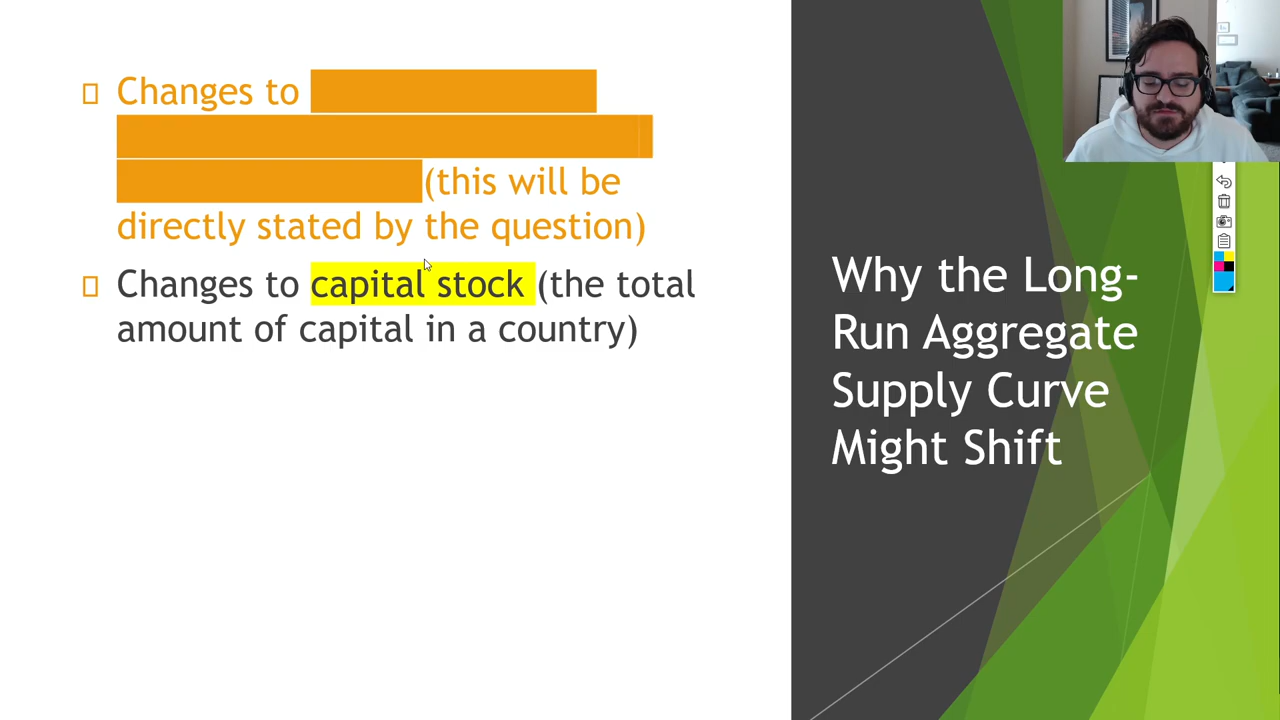 Changes to
(this will be
directly stated by the question)
Changes to capital stock (the total
amount of capital in a country)
Why the Long-
Run Aggregate
Supply Curve
Might Shift